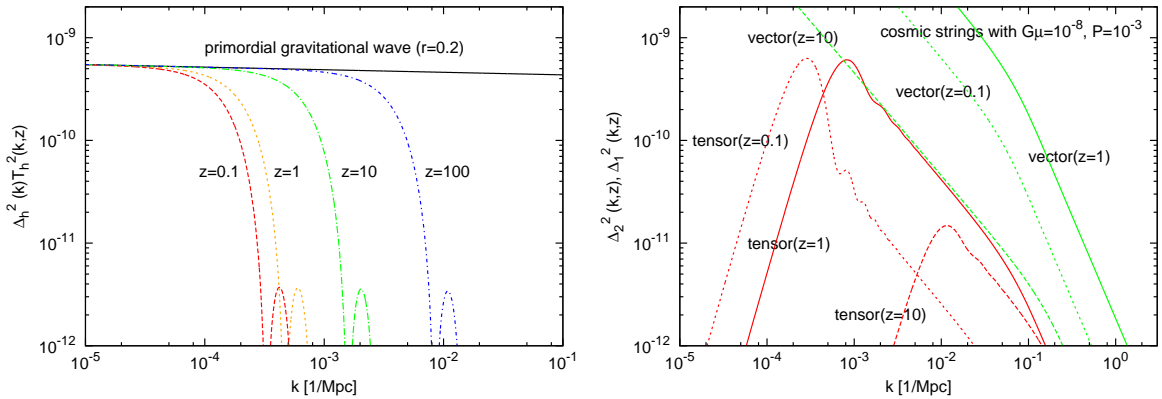 10^-9
10^-10
10^-11
10^-12
Δ_h^2 (k)T_h^2(k,z)
primordial gravitational wave (r=0.2)
z=0.1
z=1
z=10
z=100
10^-5
10^-4
10^-3
10^-2
10^-1
k [1/Mpc]
10^-9
10^-10
10^-11
10^-12
Δ_2^2 (k,z), Δ_1^2 (k,z)
cosmic strings with Gμ=10^-8, P=10^-3
vector(z=10)
vector(z=0.1)
tensor(z=0.1)
vector(z=1)
tensor(z=1)
tensor(z=10)
10^-5
10^-4
10^-3
10^-2
10^-1
10^0
k [1/Mpc]